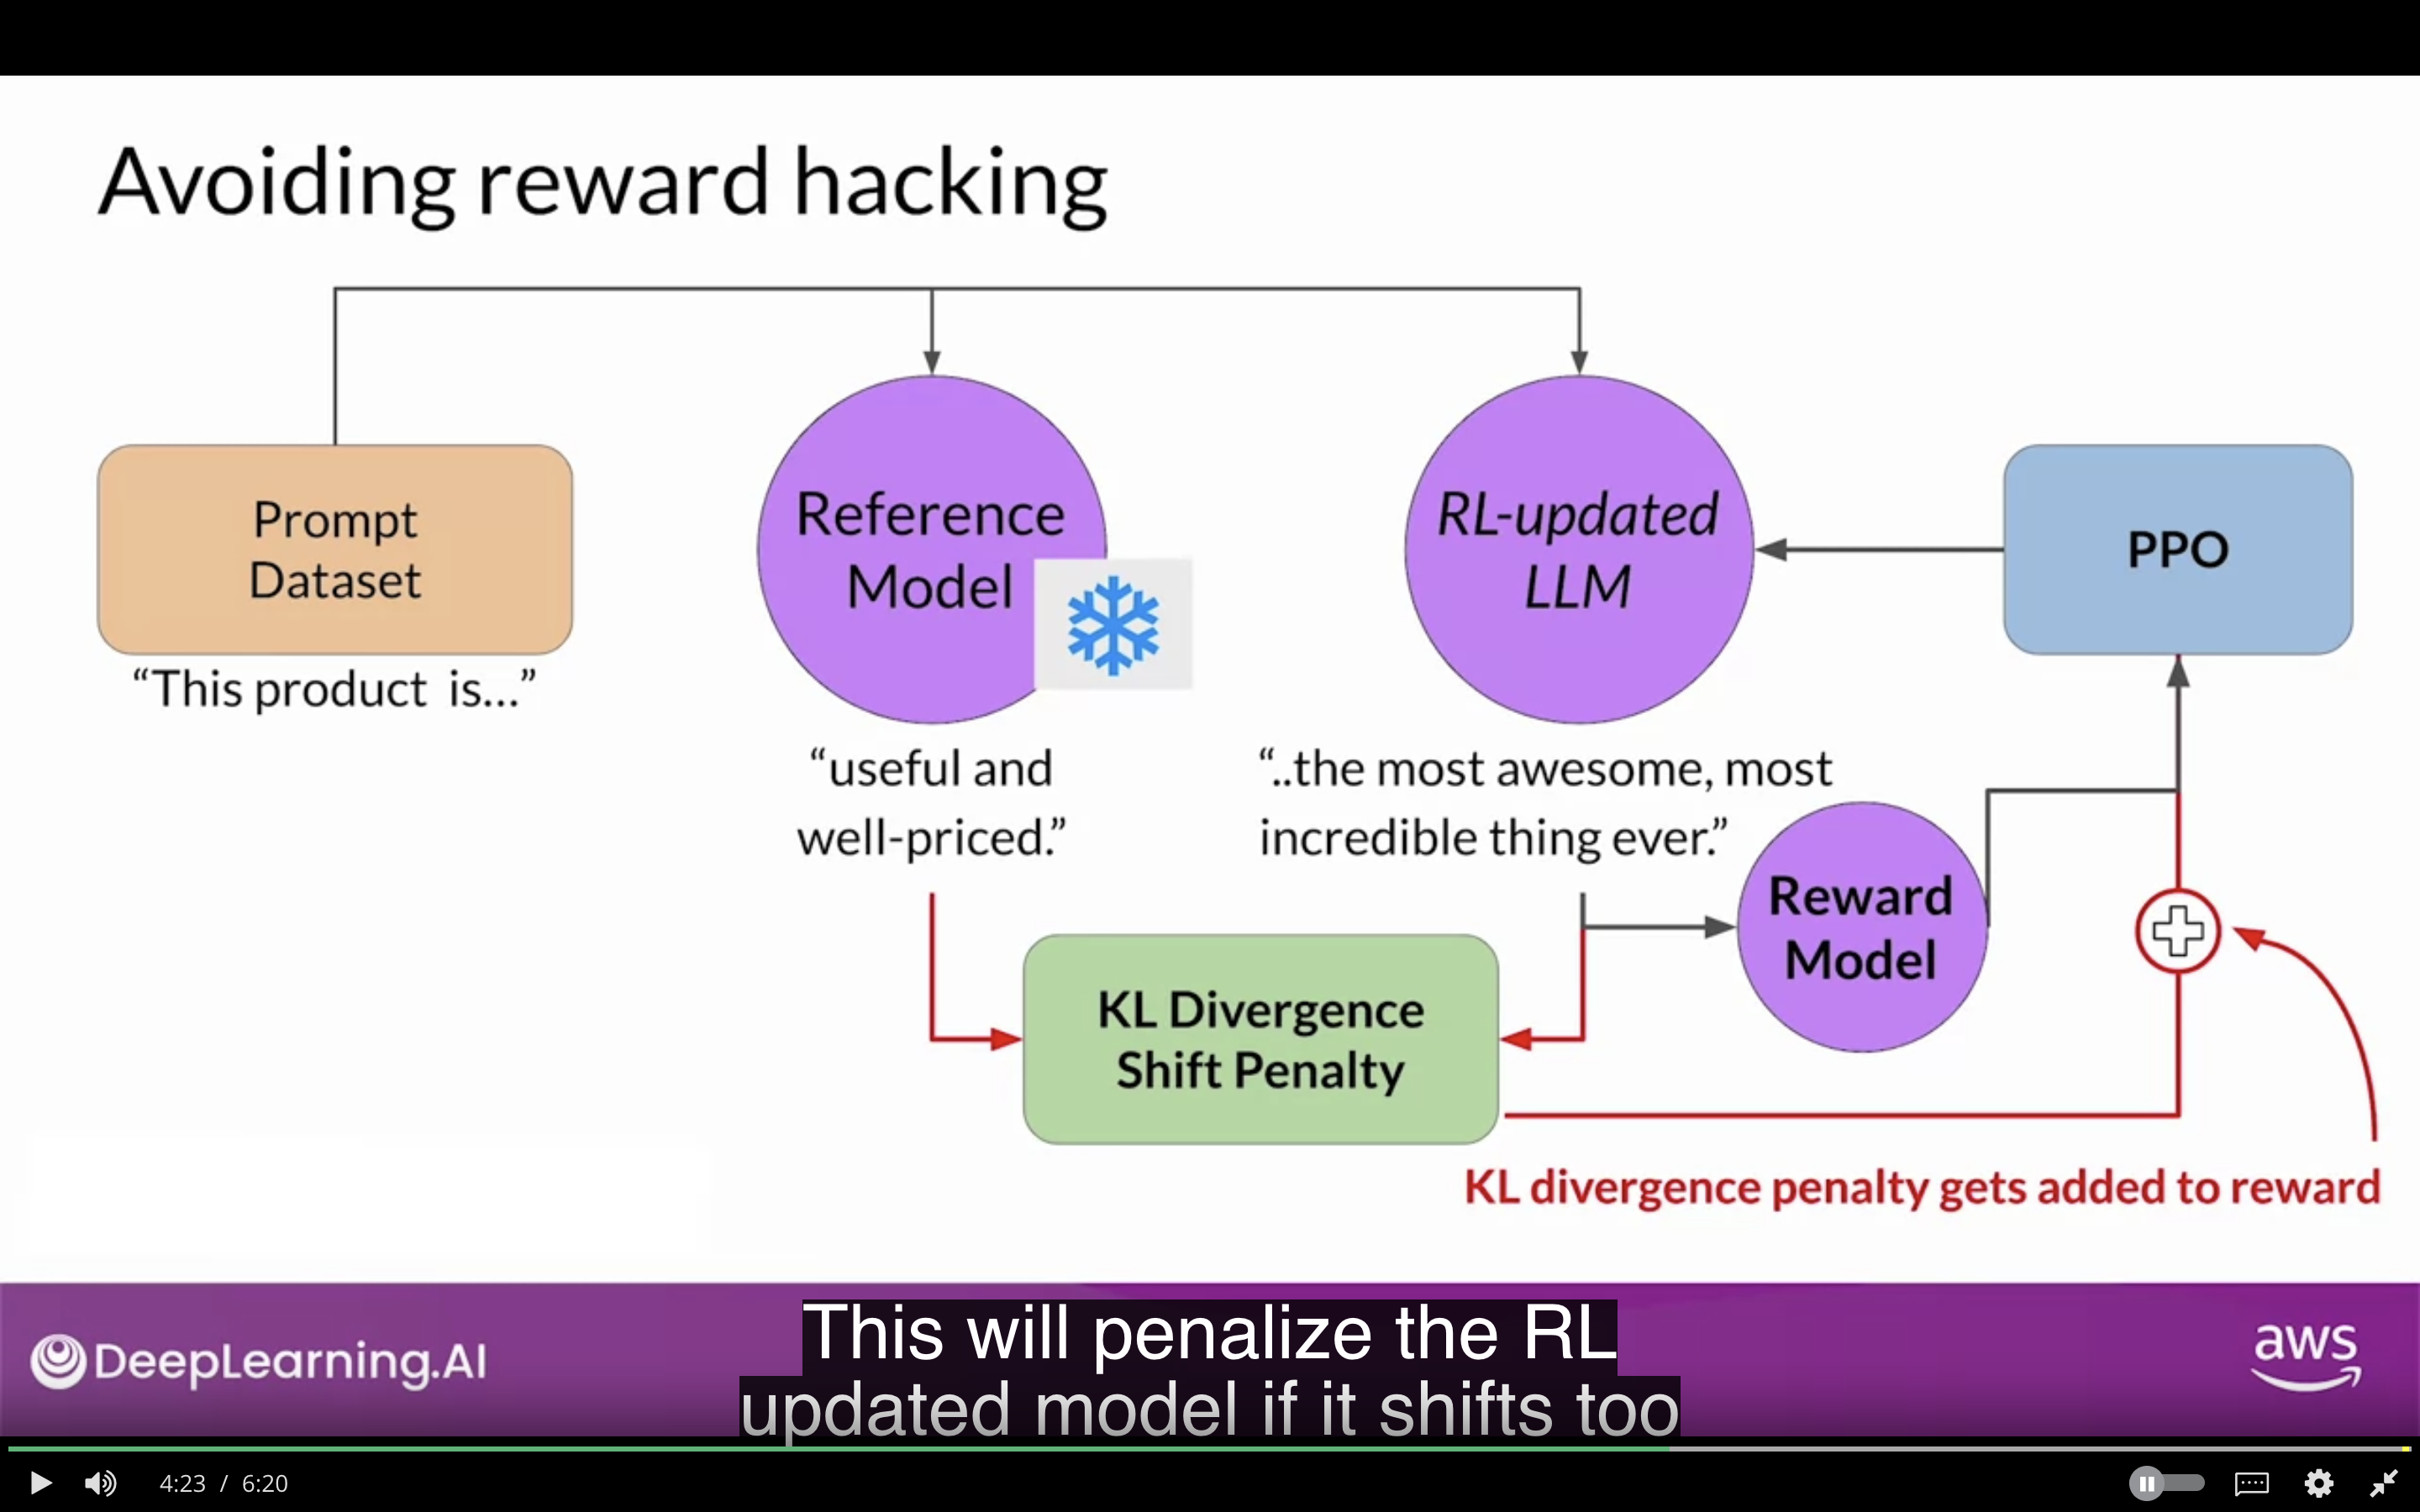 Avoiding reward hacking
Prompt
Dataset
“This product is...”
Reference
Model
“useful and
well-priced.”
RL-updated
LLM
“..the most awesome, most
incredible thing ever.”
PPO
Reward
Model
KL Divergence
Shift Penalty
KL divergence penalty gets added to reward
DeepLearning.AI
This will penalize the RL
updated model if it shifts too
aws
4:23 / 6:20